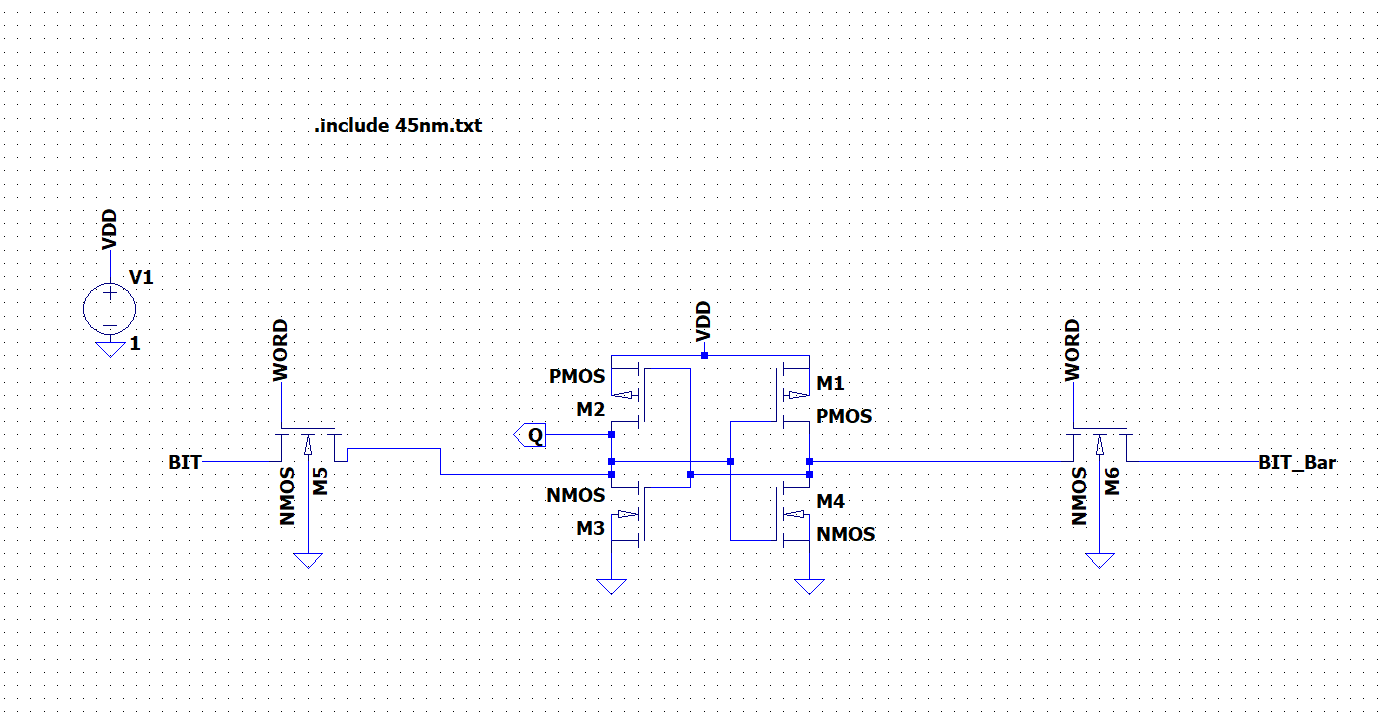 .include 45nm.txt
VDD
V1
1
WORD
BIT
NMOS
M5
VDD
PMOS
M2
Q
NMOS
M3
M1
PMOS
M4
NMOS
WORD
NMOS
M6
BIT_Bar